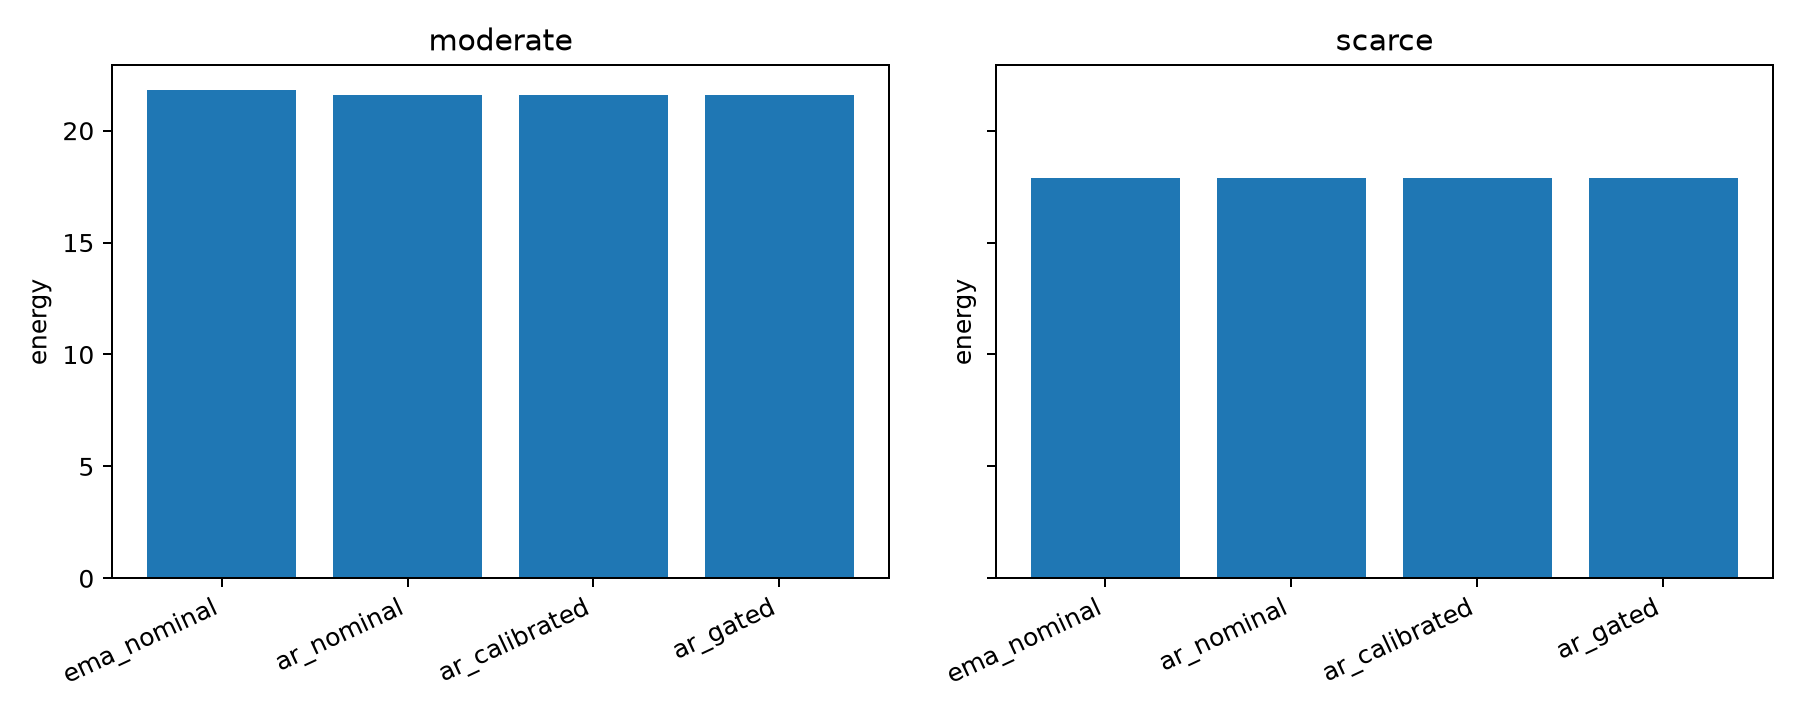 moderate
energy
20
15
10
5
0
ema_nominal
ar_nominal
ar_calibrated
ar_gated
scarce
energy
ema_nominal
ar_nominal
ar_calibrated
ar_gated